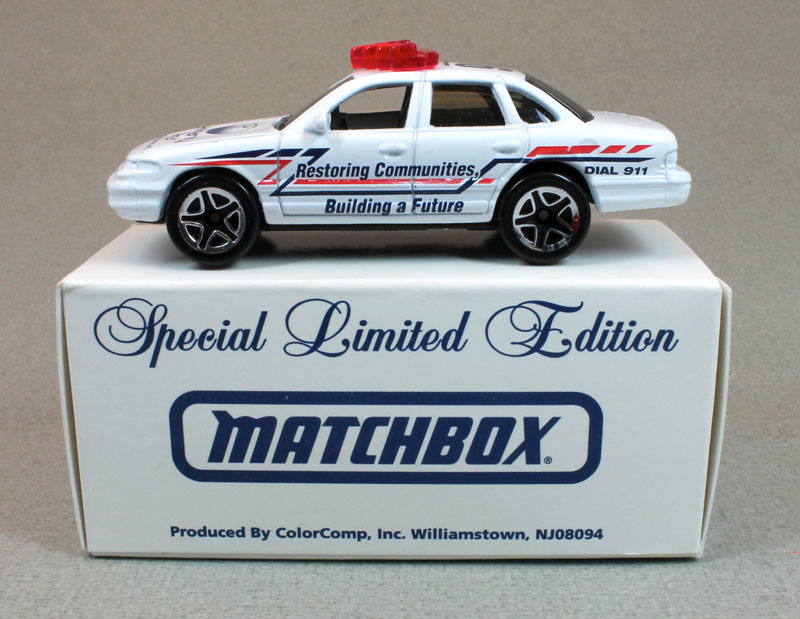 Restoring Communities,
DIAL 911
Building a Future
Special Limited Edition
MATCHBOX®
Produced By ColorComp, Inc. Williamstown, NJ08094